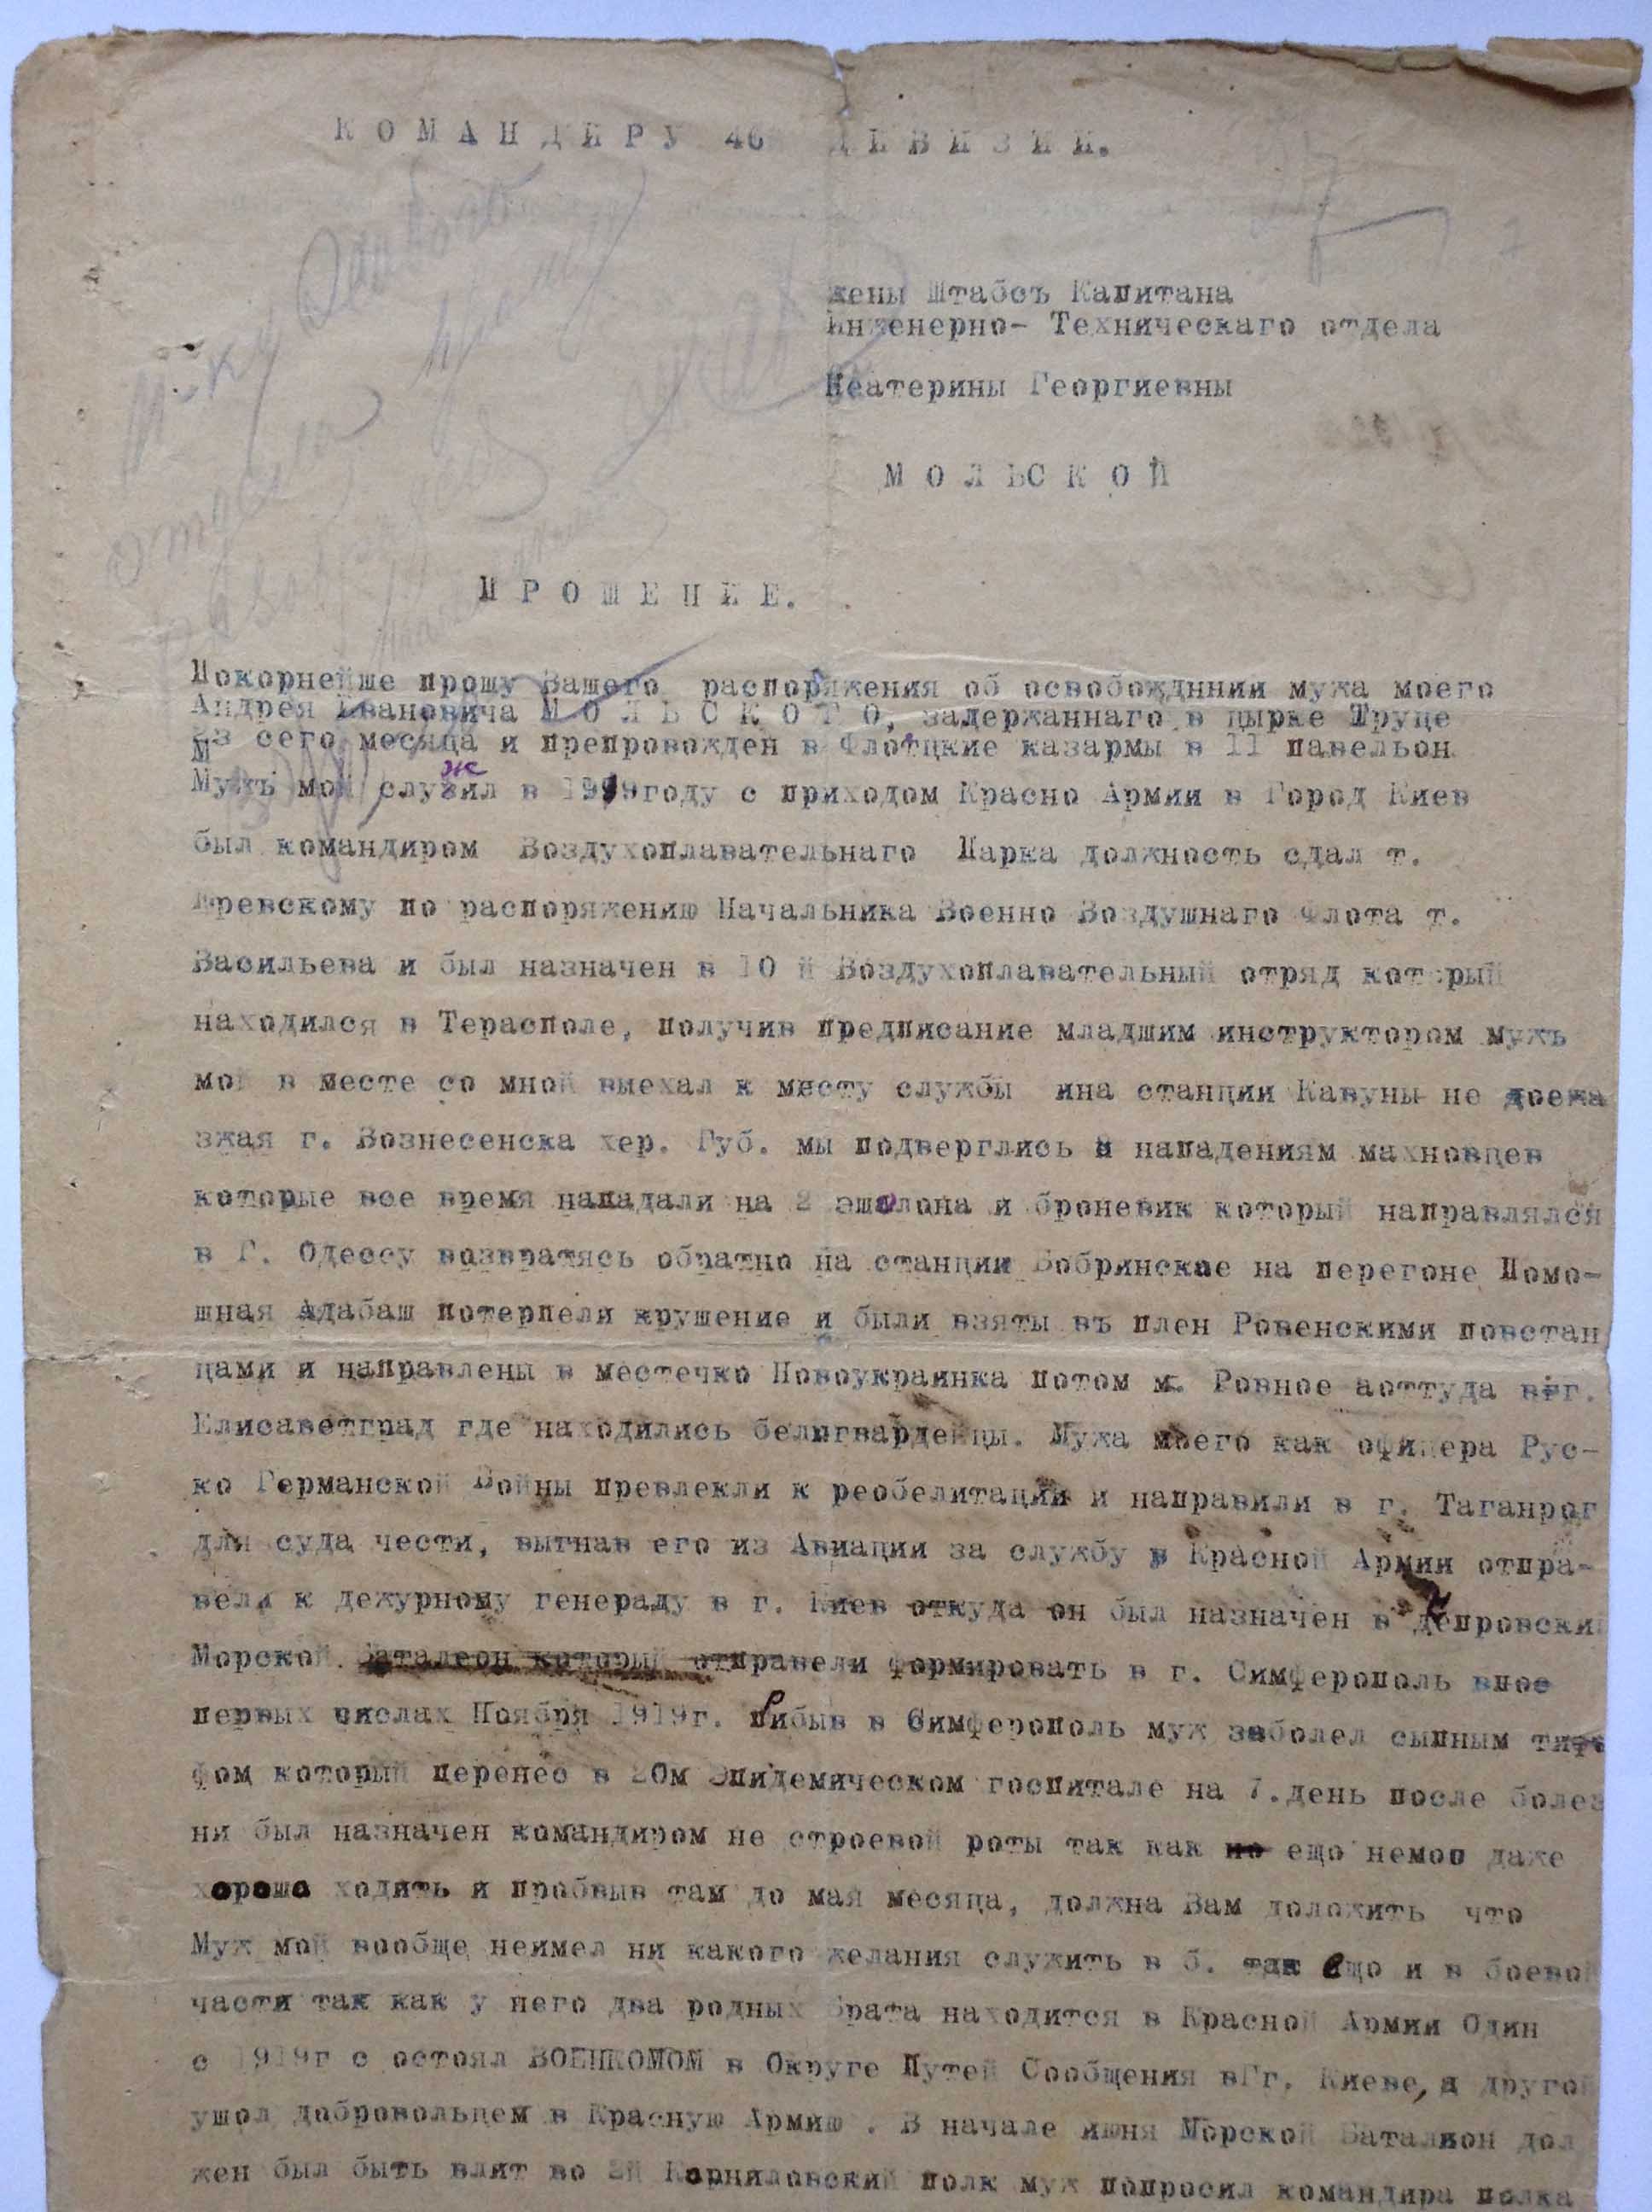 КОМАНДИРУ 46 ДИВИЗИИ.
жены Штабсъ Капитана
Инженерно- Техническаго отдела
Кеатерины Георгиевны
МОЛЬСКОЙ
ПРОШЕНИЕ.
Покорнейше прошу Вашего распоряжения об освобожднии мужа моего
Андрея Ивановича МОЛЬСКОГО, задержаннаго в цырке Труце
23 сего месяца и препровожден в Флотцкие казармы в 11 павельон
Мужъ мой служил в 1919году с приходом Красно Армии в Город Киев
был командиром Воздухоплавательнаго Парка должность сдал т.
по распоряжению Начальника Военно Воздушнаго Флота т.
Васильева и был назначен в 10 й Воздухоплавательный отряд который
находился в Терасполе, получив предписание младшим инструктором мужъ
мой в месте со мной выехал к месту службы ина станции Кавуны не доежа
зжая г. Вознесенска хер. Губ. мы подверглись и нападениям махновцев
которые все время нападали на 2 эшелона и броневик который направлялся
в Г. Одессу возвратясь обратно на станции Бобринское на перегоне Помо-
шная Адабаш потерпели крушение и были взяты въ плен Ровенскими повстан
цами и направлены в местечко Новоукраинка потом м. Ровное аоттуда в г.
Елисаветград где находились белогвардейцы. Мужа моего как офицера Рус-
ко Германской Войны превлекли к реобелитации и направили в г. Таганрог
для суда чести, выгнав его из Авиации за службу в Красной Армии отпра-
вели к дежурному генералу в г. Киев откуда он был назначен в Депровский
Морской Баталеон который отправели формировать в г. Симферополь вное
первых числах Ноября 1919г. Прибыв в Симферополь муж заболел сыпным тиф
фом который перенес в 20м Эпидемическом госпитале на 7.день после болез
ни был назначен командиром не строевой роты так как но ещо немог даже
хорошо ходить и пробыв там до мая месяца, должна Вам доложить что
Муж мой вообще неимел ни какого желания служить в б. так ещо и в боевой
части так как у него два родных брата находится в Красной Армии Один
с 1919г с остоял ВОЕНКОМОМ в Округе Путей Сообщения вГг. Киеве, а другой
ушол добровольцем в Красную Армию . В начале июня Морской Баталион дол
жен был быть влит во 2й Корниловский полк муж попросил командира полка